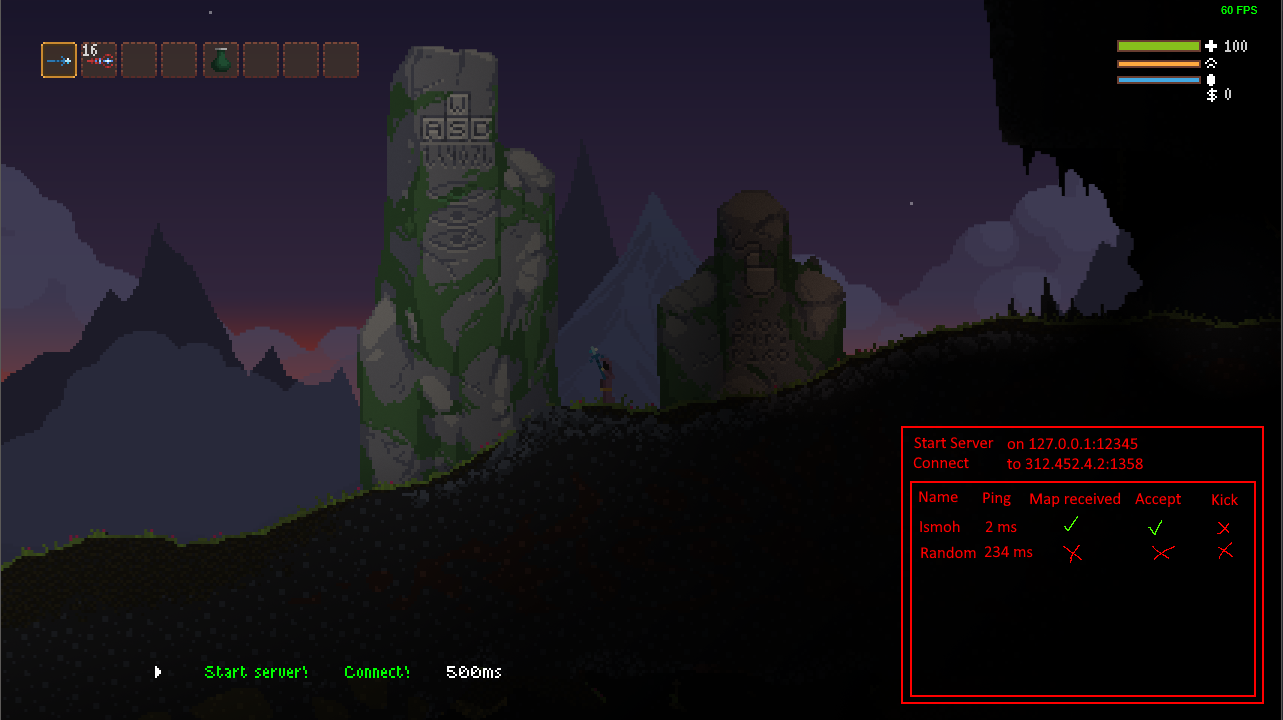 60 FPS
16
100
$ 0
W
A S D
Start Server on 127.0.0.1:12345
Connect to 312.452.4.2:1358
Name Ping Map received Accept Kick
Ismoh 2 ms
Random 234 ms
Start server! Connect! 500ms